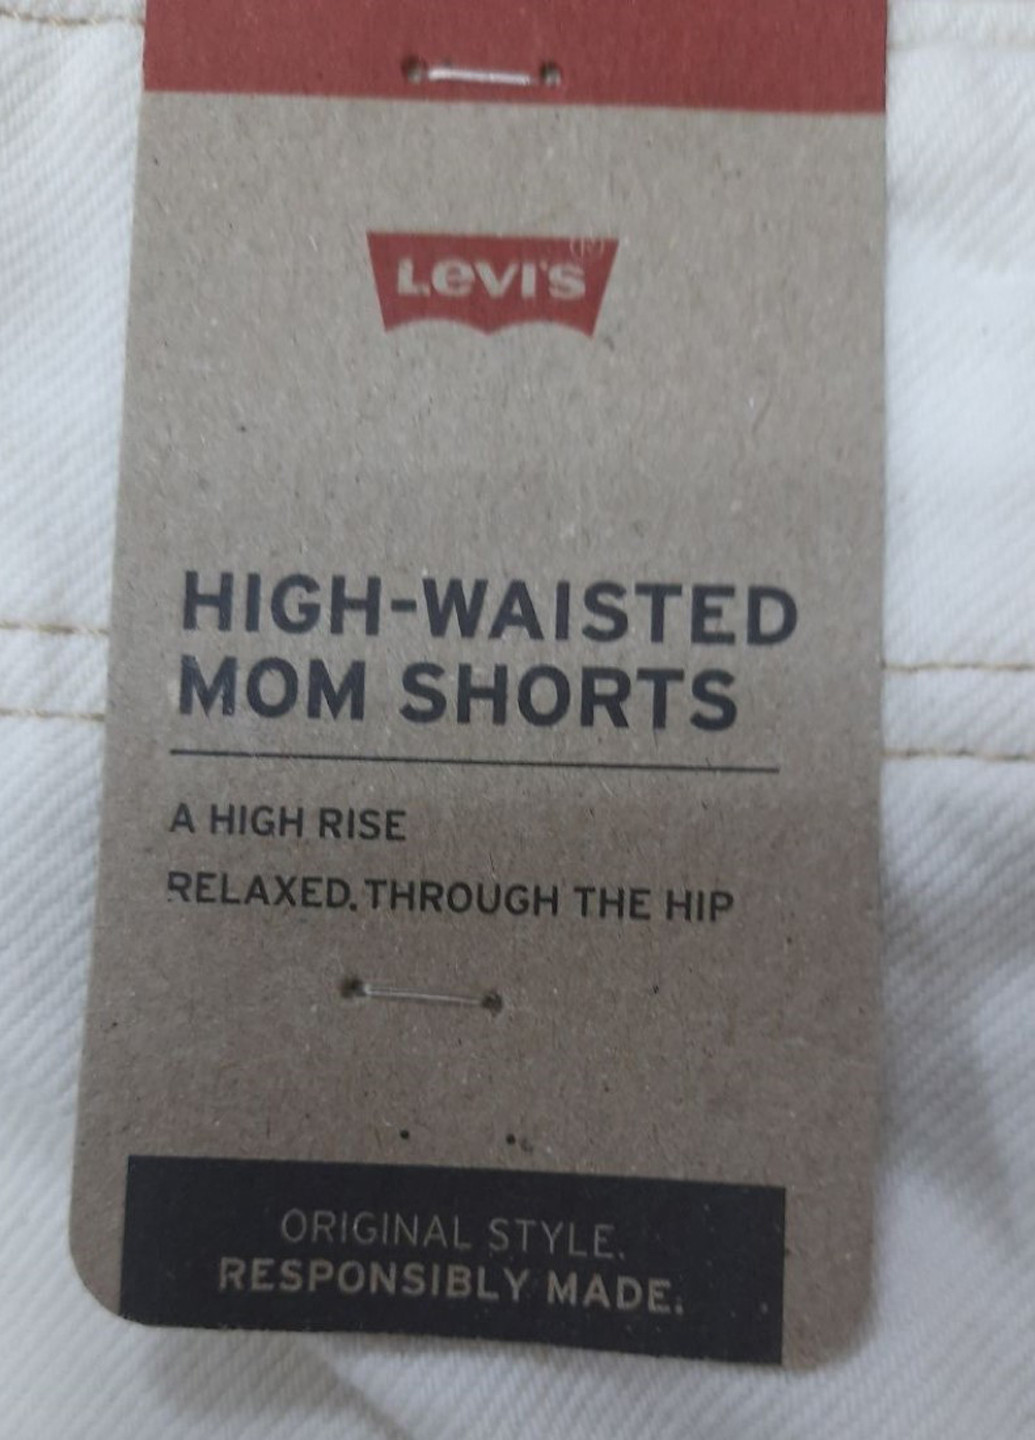 LEVI'S®
HIGH-WAISTED
MOM SHORTS
A HIGH RISE
RELAXED THROUGH THE HIP
ORIGINAL STYLE.
RESPONSIBLY MADE.